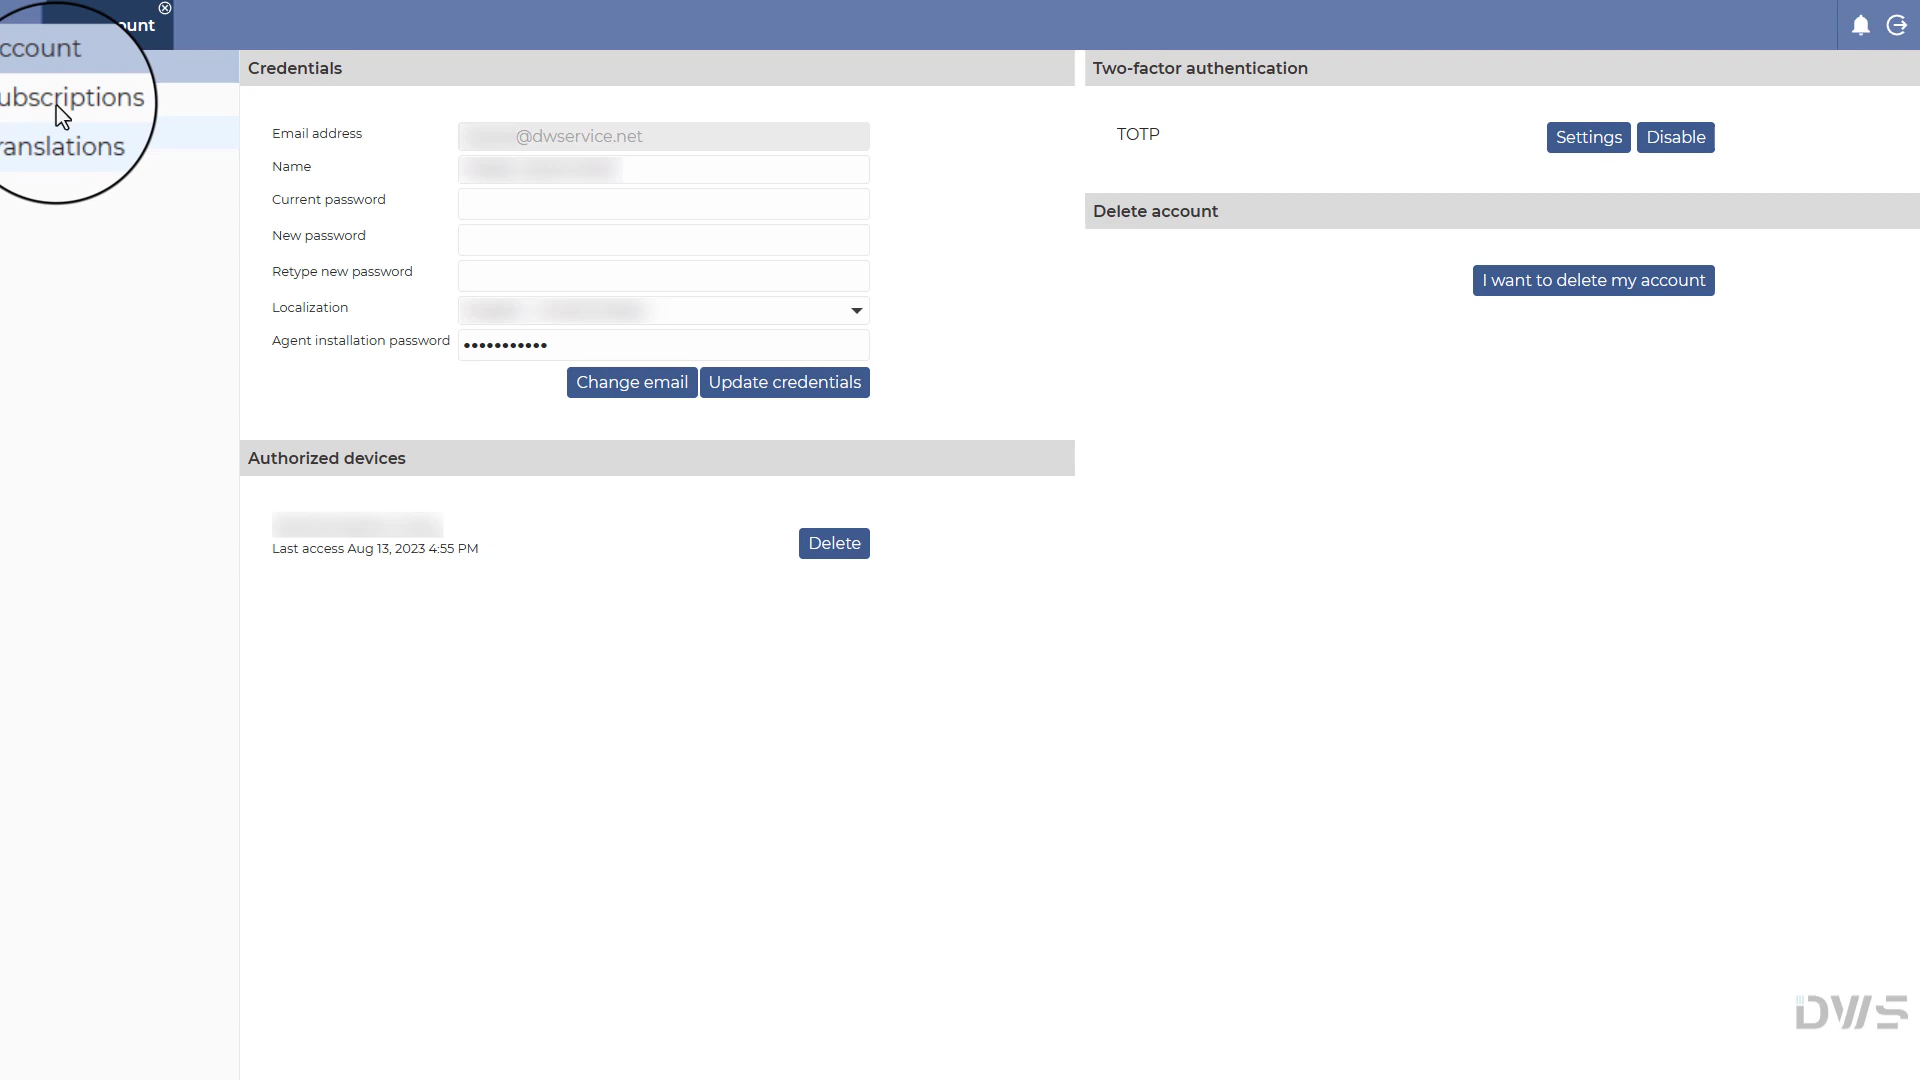 ount
ccount
ubscriptions
ranslations
Credentials
Email address
@dwservice.net
Name
Current password
New password
Retype new password
Localization
Agent installation password
•••••••••••
Change email
Update credentials
Authorized devices
Last access Aug 13, 2023 4:55 PM
Delete
Two-factor authentication
TOTP
Settings
Disable
Delete account
I want to delete my account
DWS